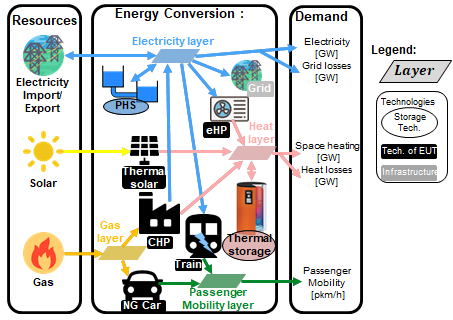 Resources
Energy Conversion :
Demand
Electricity
Import/
Export
Solar
Gas
Electricity layer
PHS
Grid
eHP
Heat
layer
Thermal
solar
Gas
layer
CHP
Thermal
storage
Train
NG Car
Passenger
Mobility layer
Electricity
[GW]
Grid losses
[GW]
Space heating
[GW]
Heat losses
[GW]
Passenger
Mobility
[pkm/h]
Legend:
Layer
Technologies
Storage
Tech.
Tech. of EUT
Infrastructure